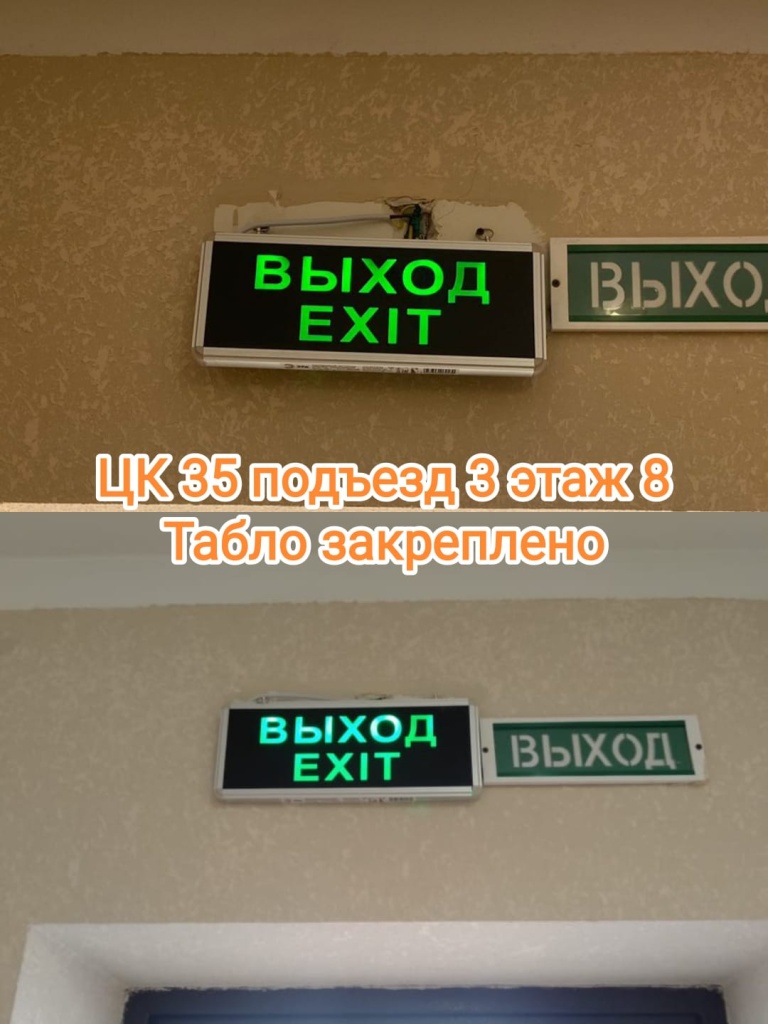 ВЫХОД
EXIT
ВЫХО
ЦК 35 подъезд 3 этаж 8
Табло закреплено
ВЫХОД
EXIT
ВЫХОД